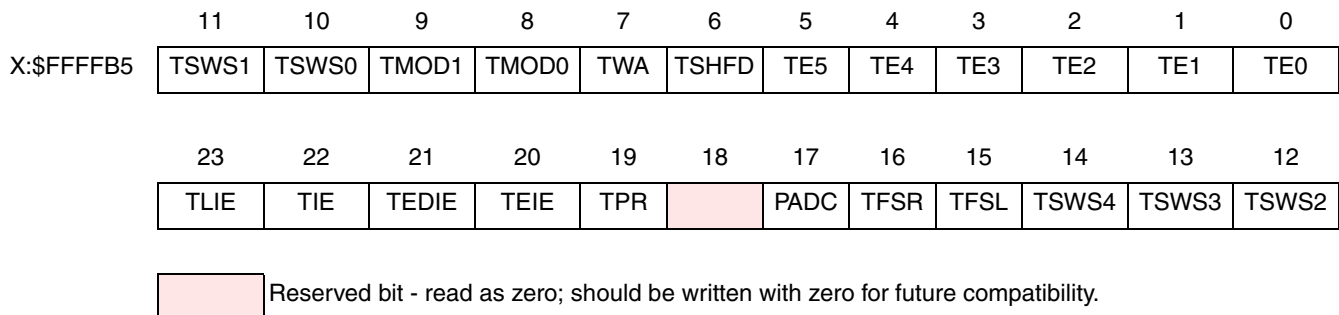 11 10 9 8 7 6 5 4 3 2 1 0
X:$FFFFB5 TSWS1 TSWS0 TMOD1 TMOD0 TWA TSHFD TE5 TE4 TE3 TE2 TE1 TE0
23 22 21 20 19 18 17 16 15 14 13 12
TLIE TIE TEDIE TEIE TPR PADC TFSR TFSL TSWS4 TSWS3 TSWS2
Reserved bit - read as zero; should be written with zero for future compatibility.